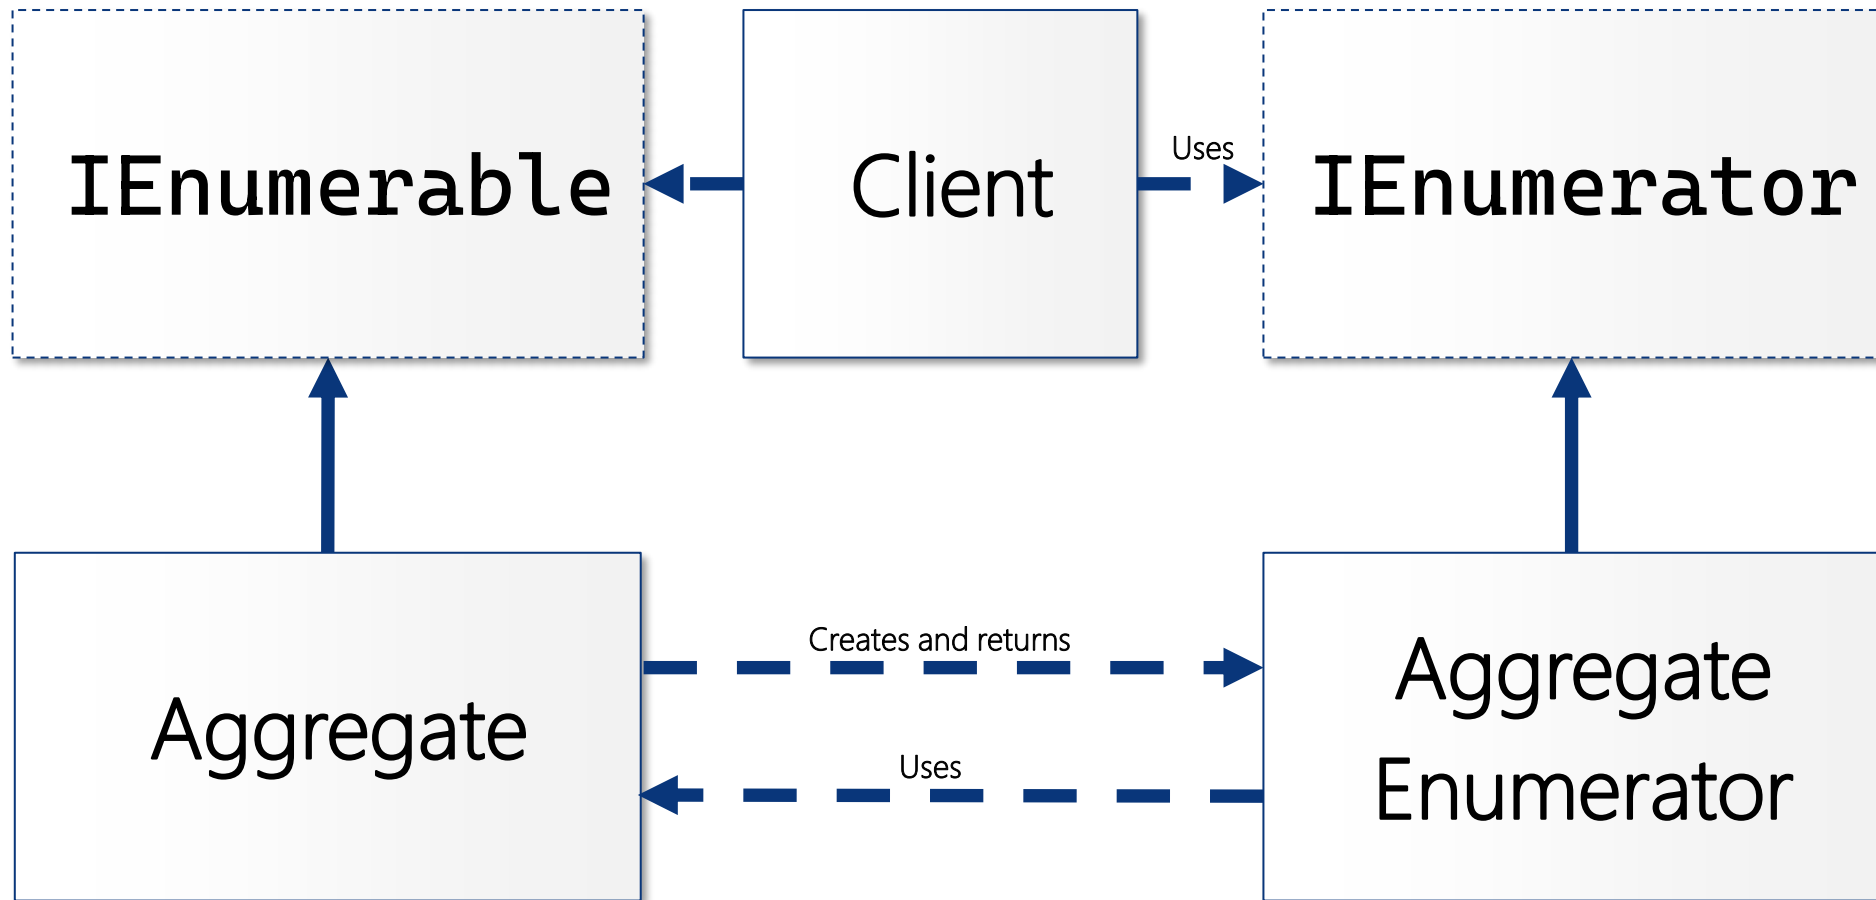 IEnumerable
Client
Uses
IEnumerator
Aggregate
Creates and returns
Uses
Aggregate
Enumerator